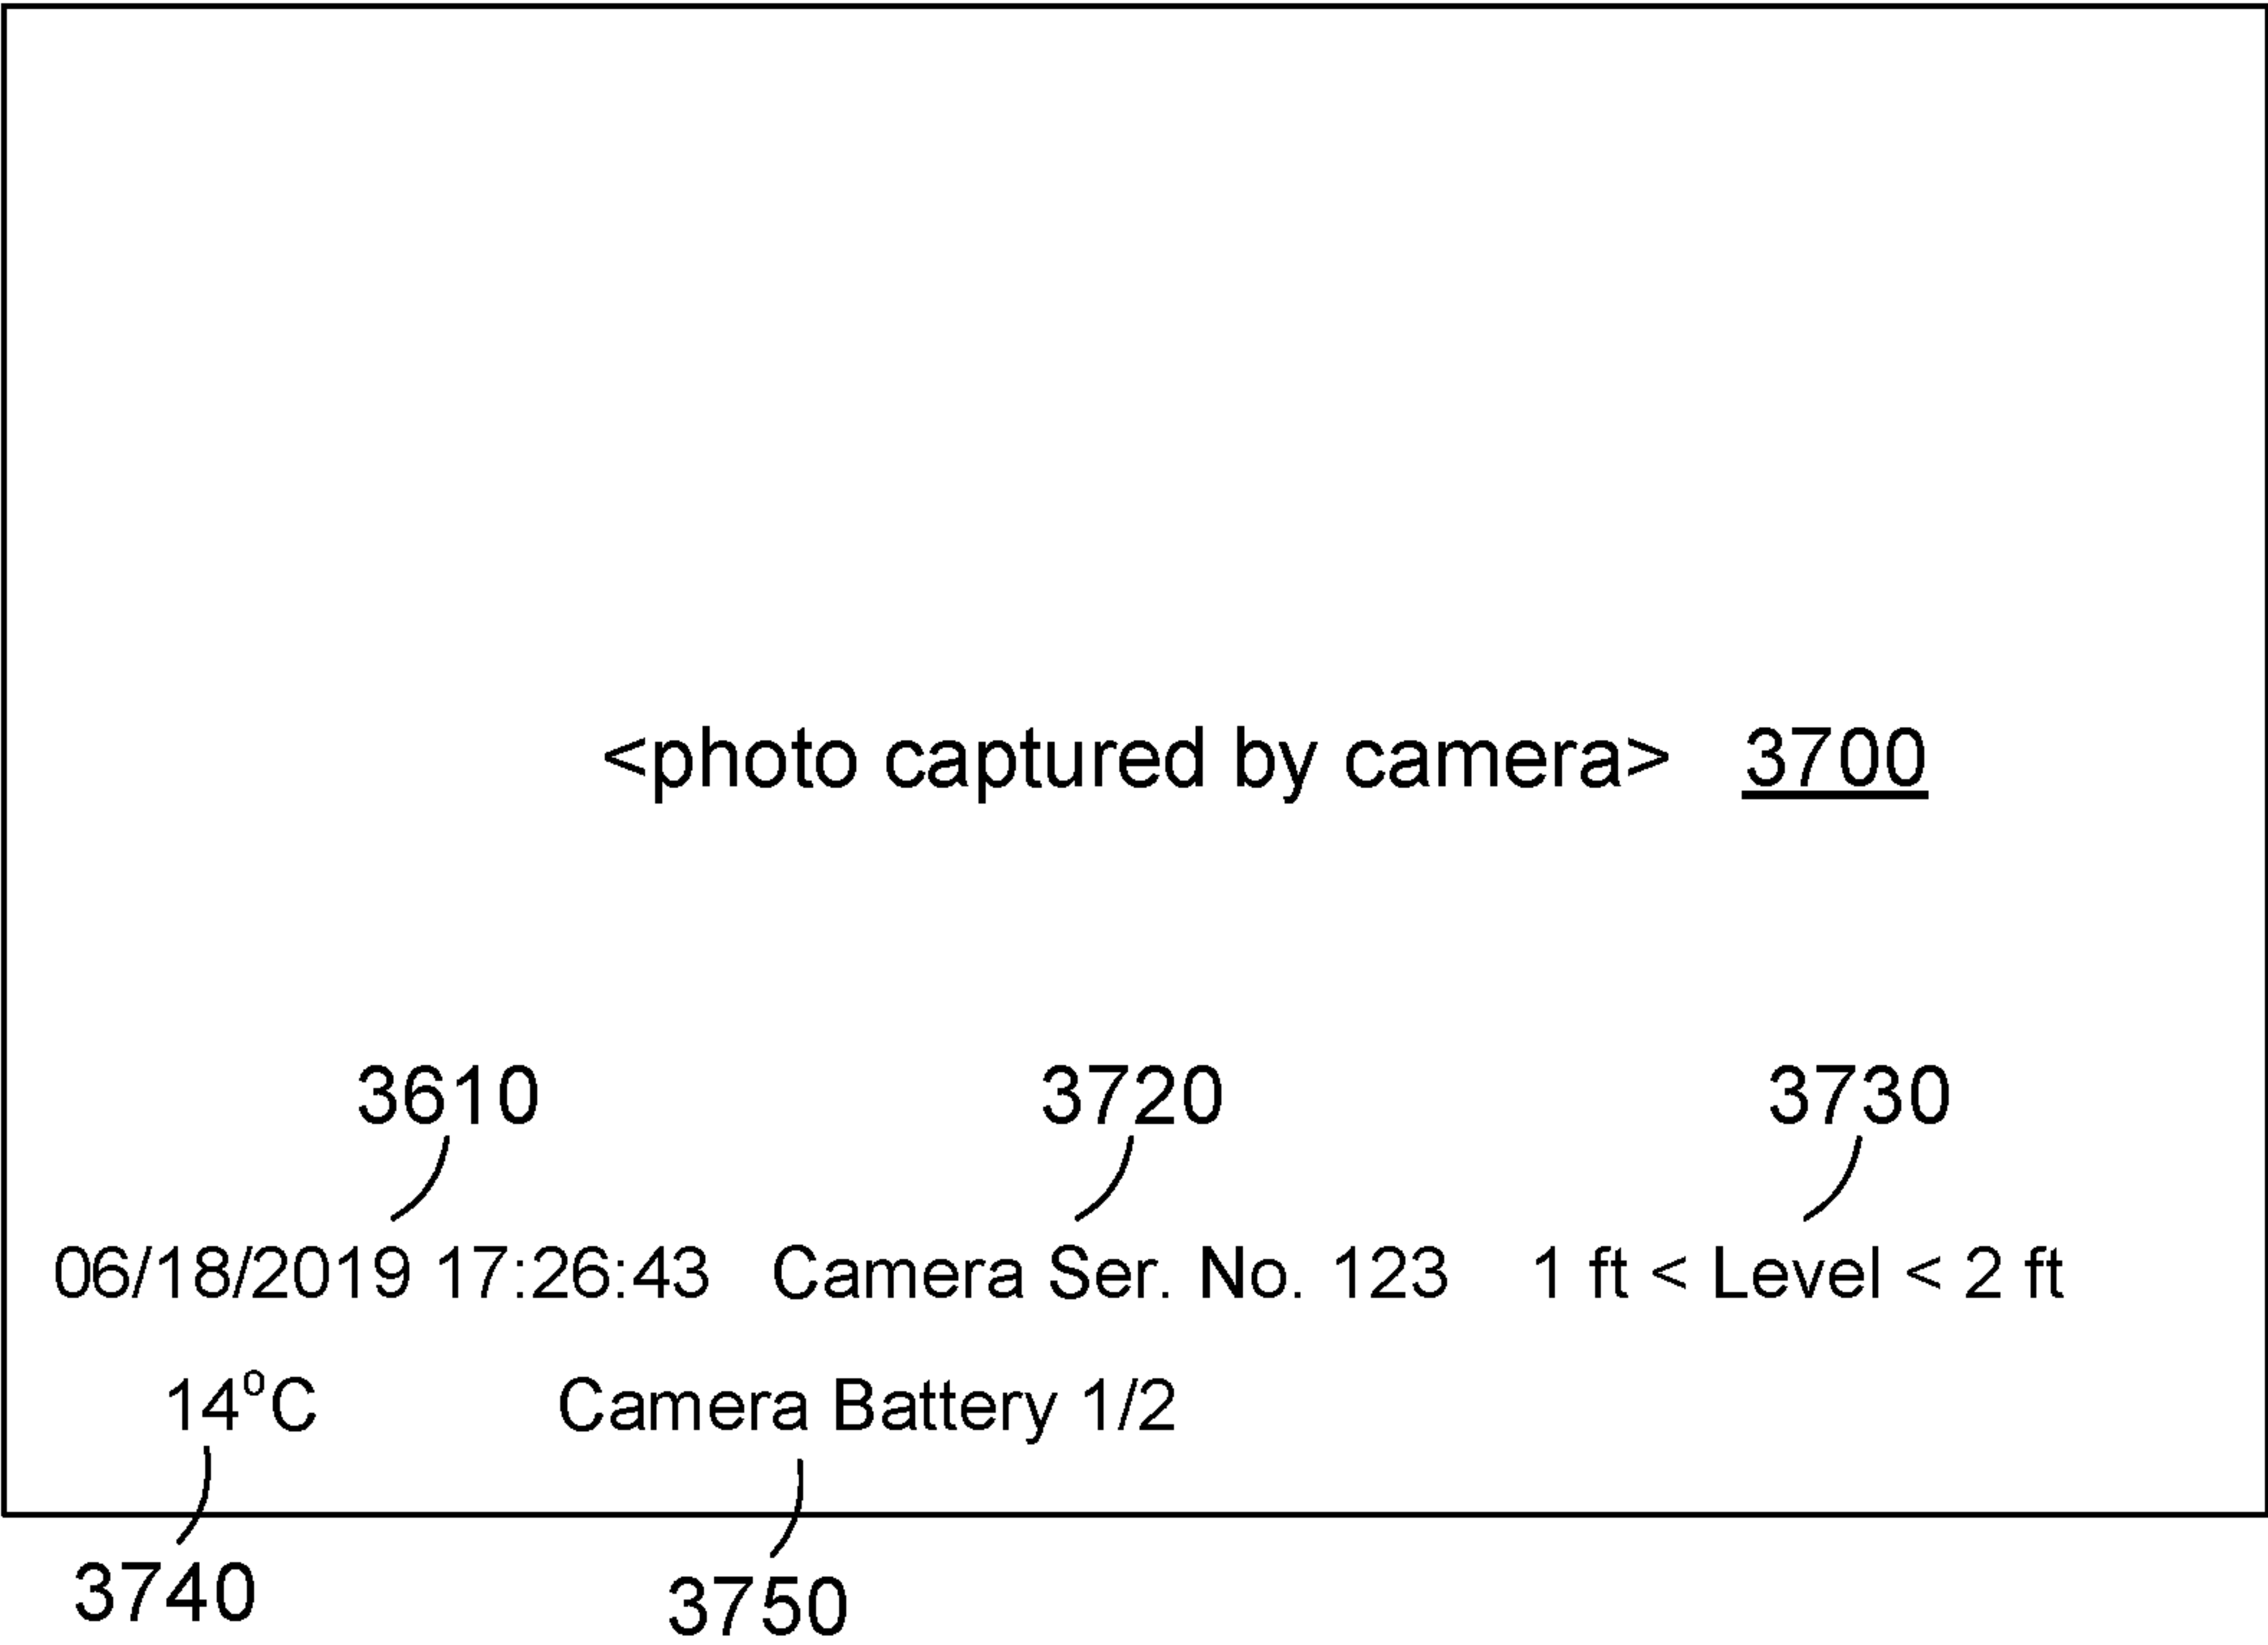 <photo captured by camera> 3700
3610 3720 3730
06/18/2019 17:26:43 Camera Ser. No. 123 1 ft < Level < 2 ft
14°C Camera Battery 1/2
3740 3750